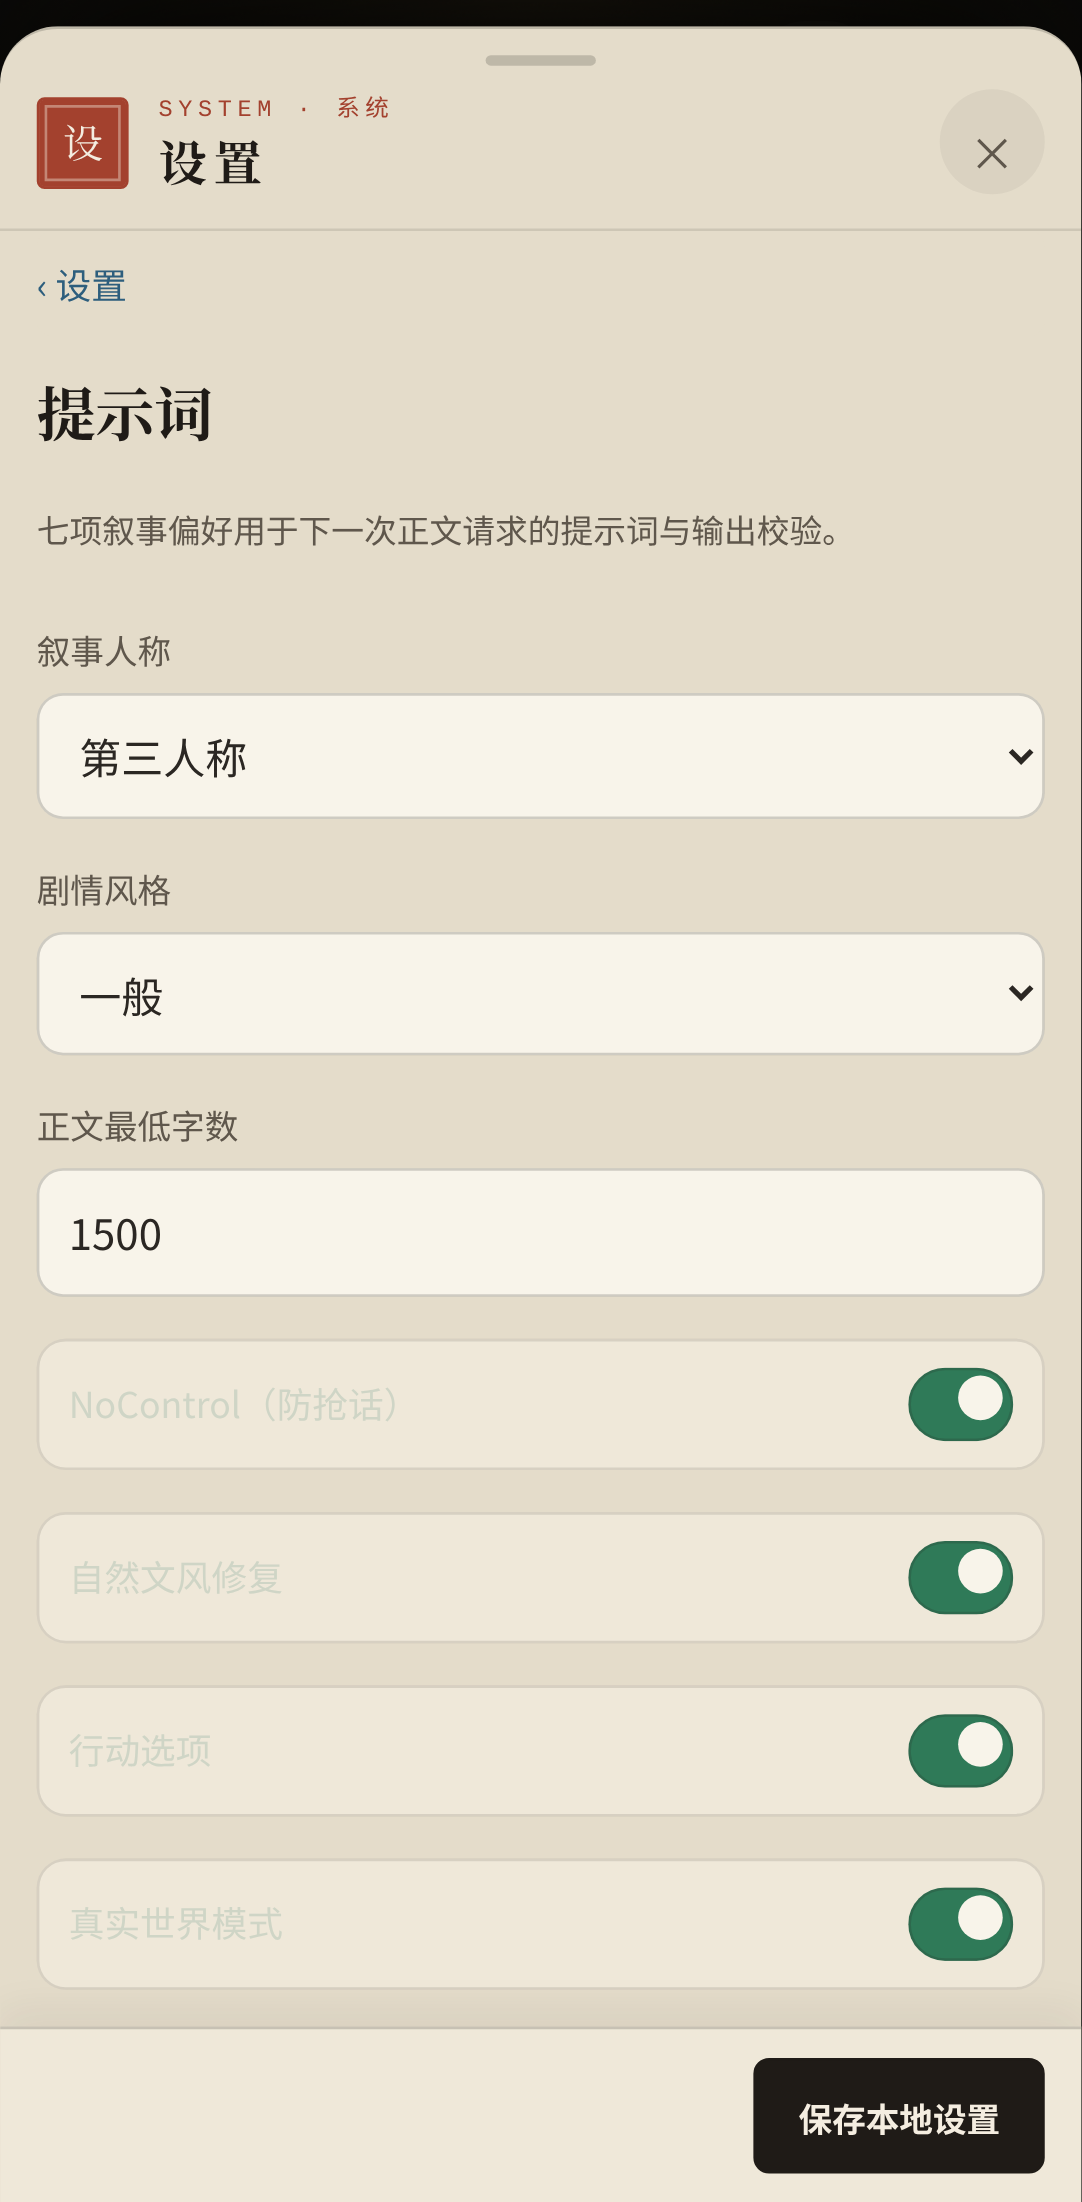 设
SYSTEM · 系统
设置
‹ 设置
提示词
七项叙事偏好用于下一次正文请求的提示词与输出校验。
叙事人称
第三人称
剧情风格
一般
正文最低字数
1500
NoControl（防抢话）
自然文风修复
行动选项
真实世界模式
保存本地设置